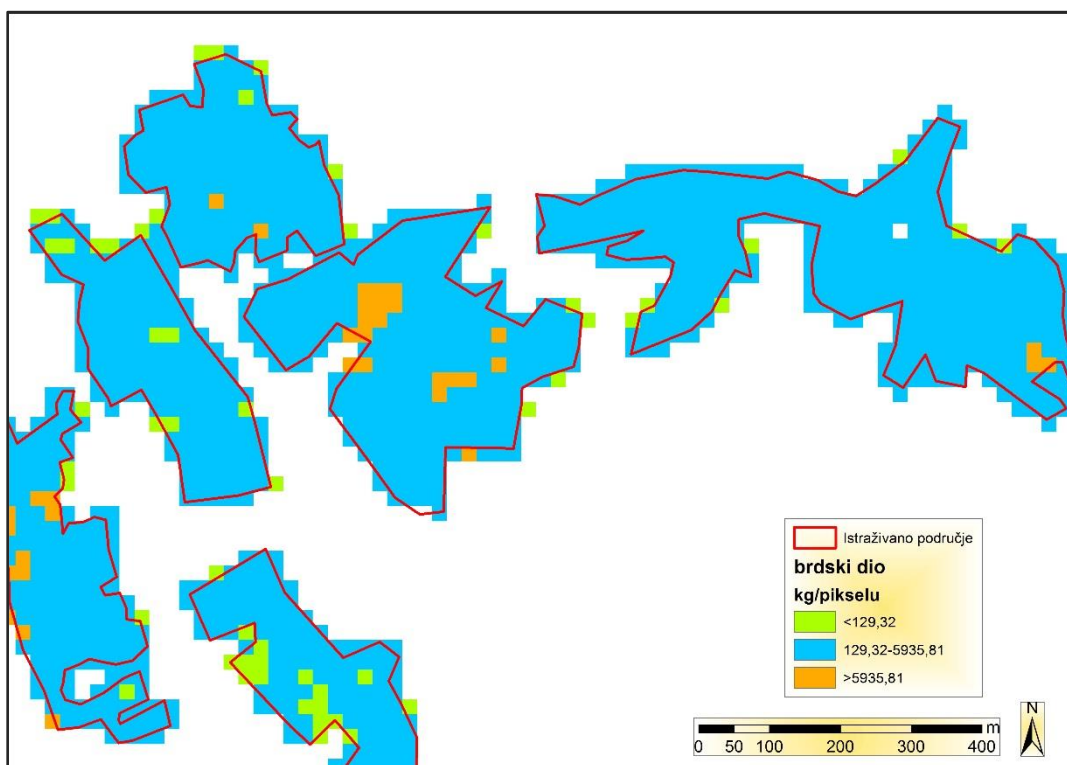 Istraživano područje
brdski dio
kg/pikselu
<129,32
129,32-5935,81
>5935,81
m
0 50 100 200 300 400
N